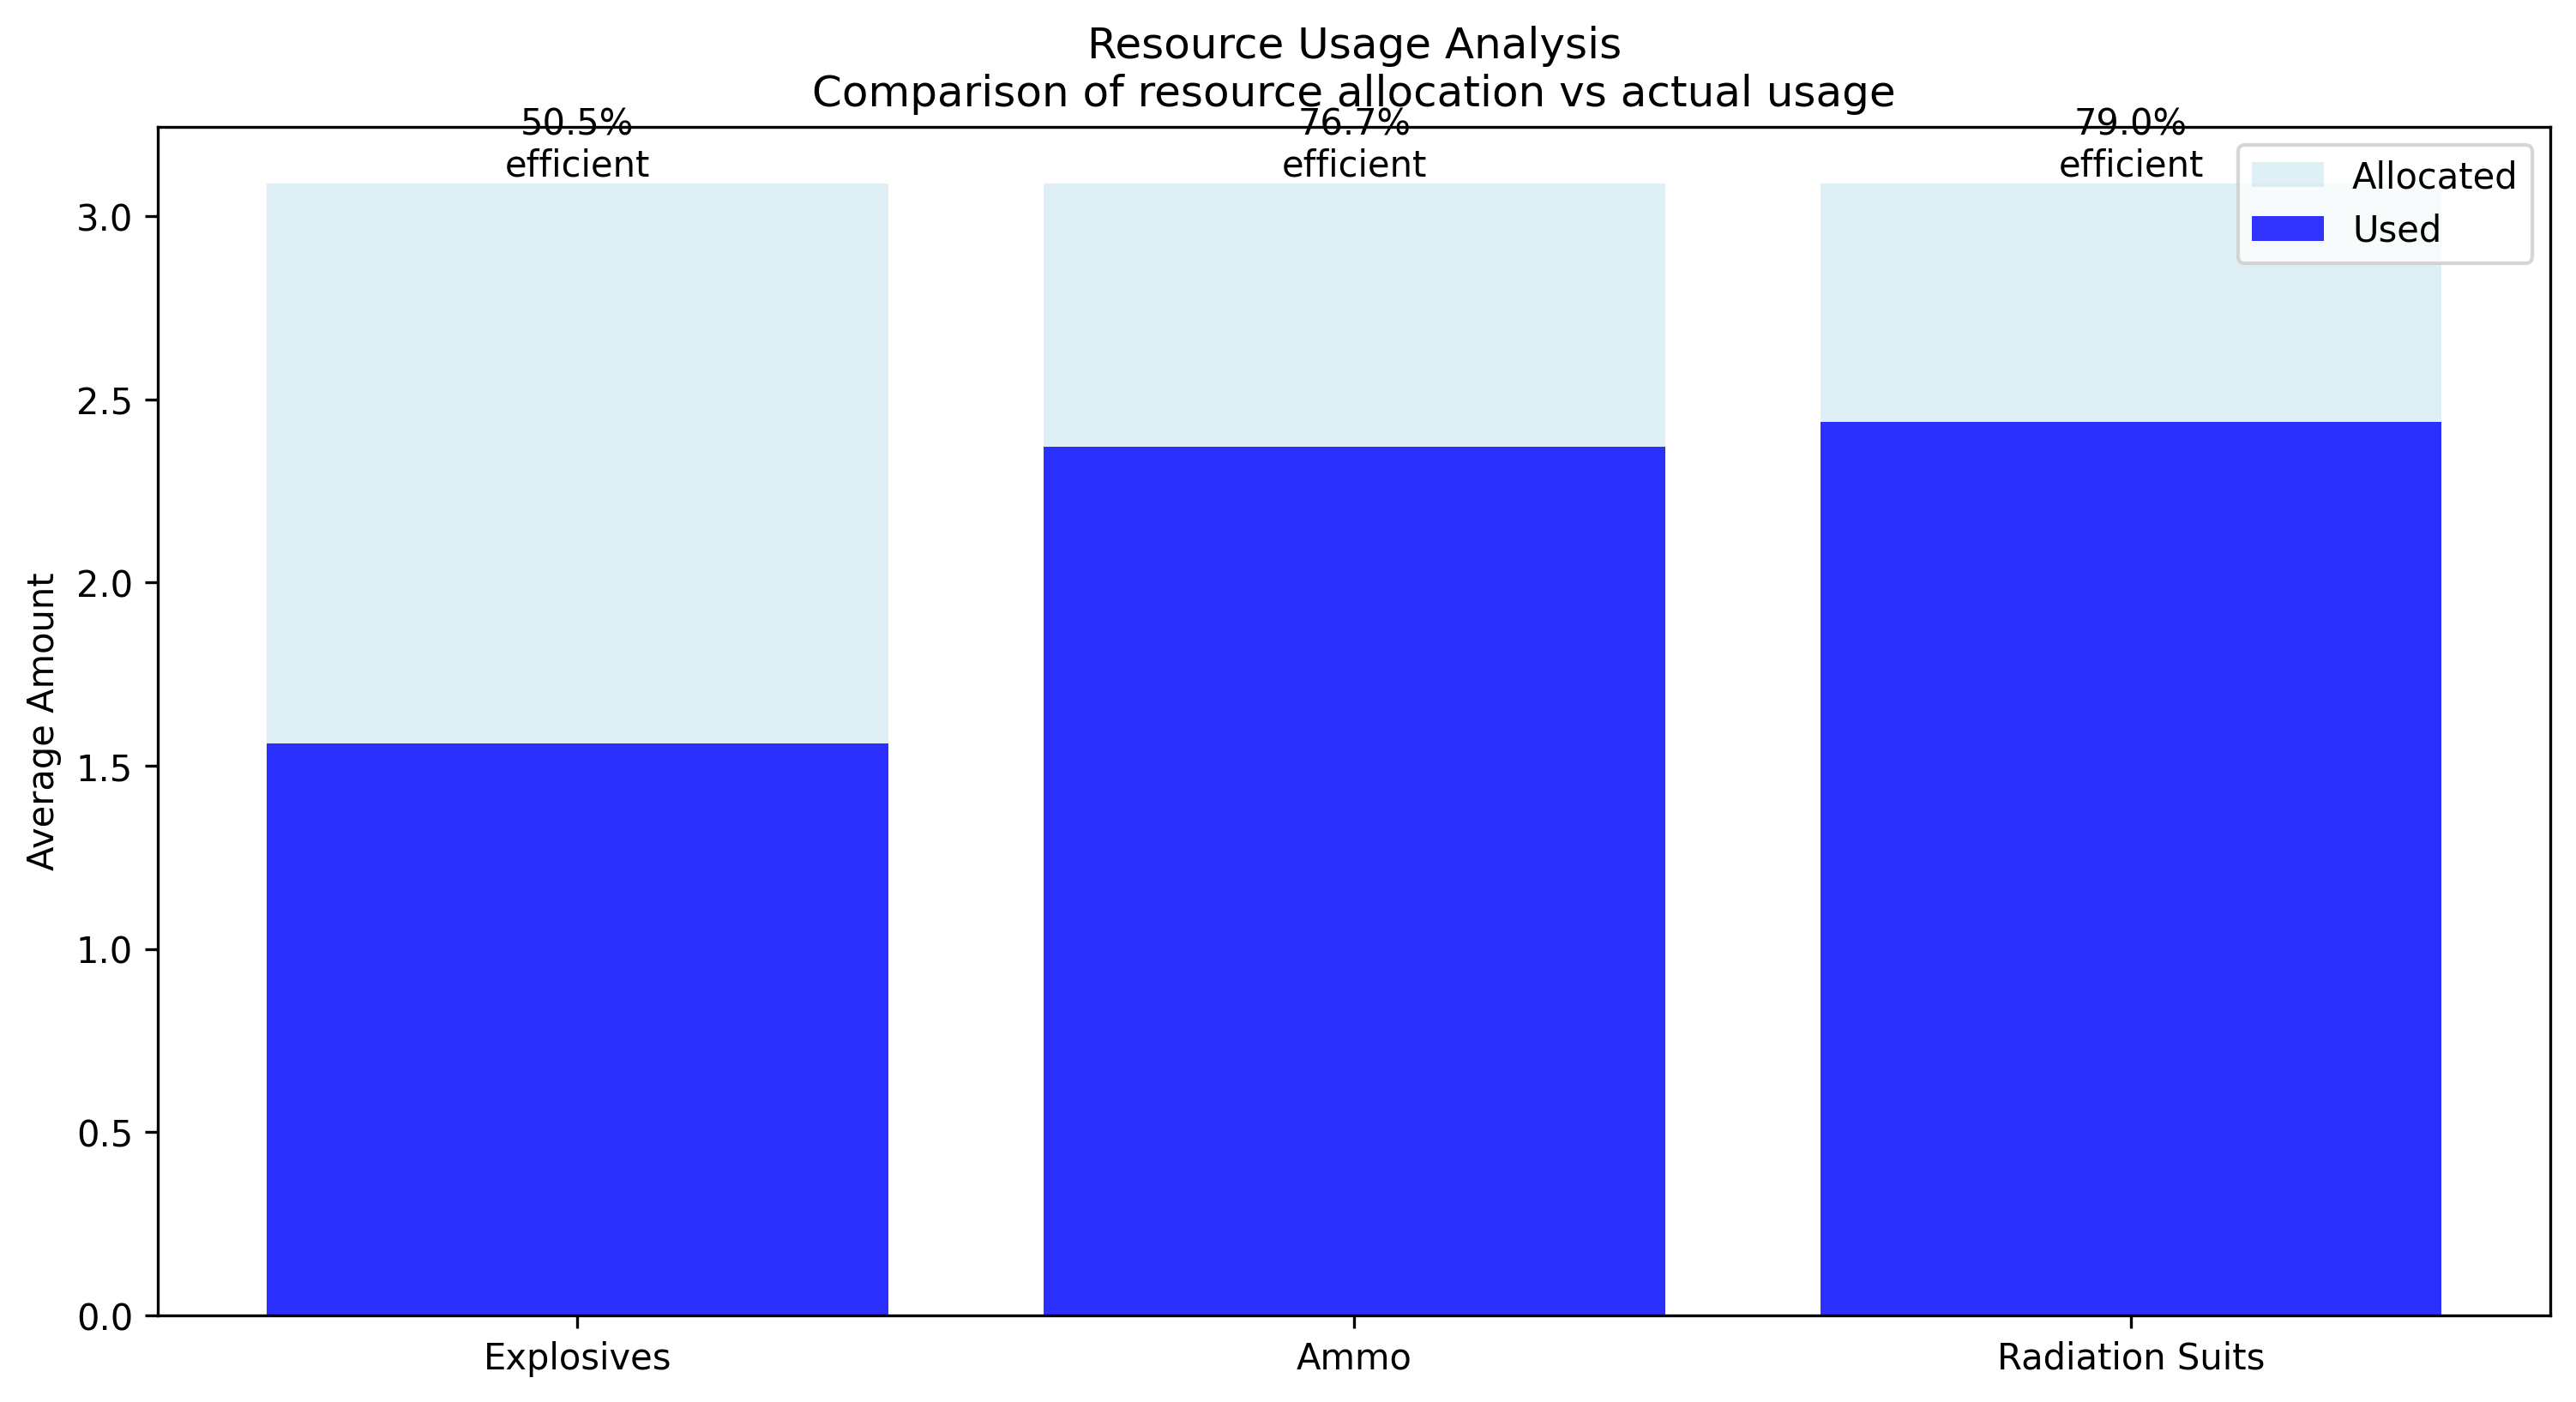 Resource Usage Analysis
Comparison of resource allocation vs actual usage
50.5%
efficient
76.7%
efficient
79.0%
efficient
Allocated
Used
Average Amount
3.0
2.5
2.0
1.5
1.0
0.5
0.0
Explosives
Ammo
Radiation Suits